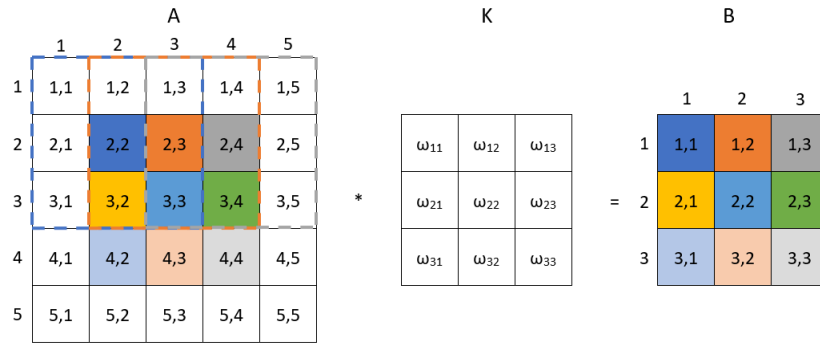 A K B
1 2 3 4 5
1 1,1 1,2 1,3 1,4 1,5
1 2 3
2 2,1 2,2 2,3 2,4 2,5 ω₁₁ ω₁₂ ω₁₃ 1 1,1 1,2 1,3
3 3,1 3,2 3,3 3,4 3,5 * ω₂₁ ω₂₂ ω₂₃ = 2 2,1 2,2 2,3
4 4,1 4,2 4,3 4,4 4,5 ω₃₁ ω₃₂ ω₃₃ 3 3,1 3,2 3,3
5 5,1 5,2 5,3 5,4 5,5